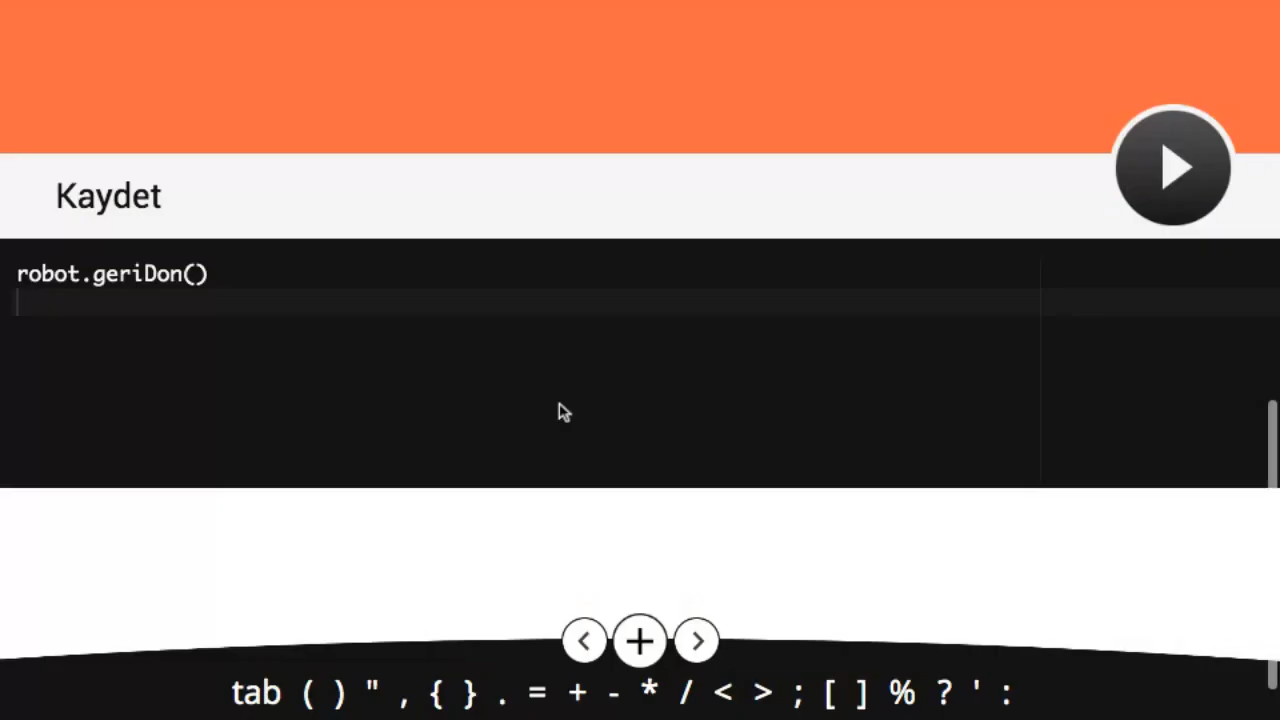 Kaydet
robot.geriDon()
tab ( ) " , { } . = + - * / < > ; [ ] % ? ' :